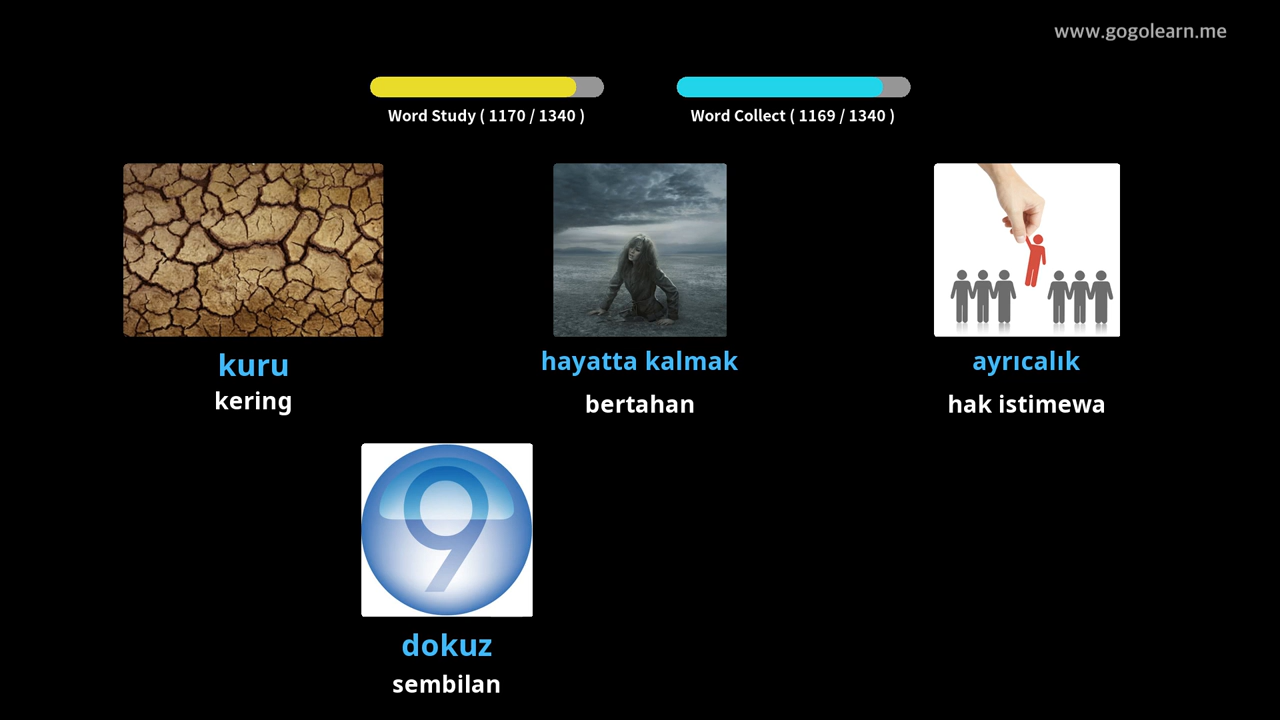 www.gogolearn.me
Word Study ( 1170 / 1340 )
Word Collect ( 1169 / 1340 )
kuru
kering
hayatta kalmak
bertahan
ayrıcalık
hak istimewa
9
dokuz
sembilan